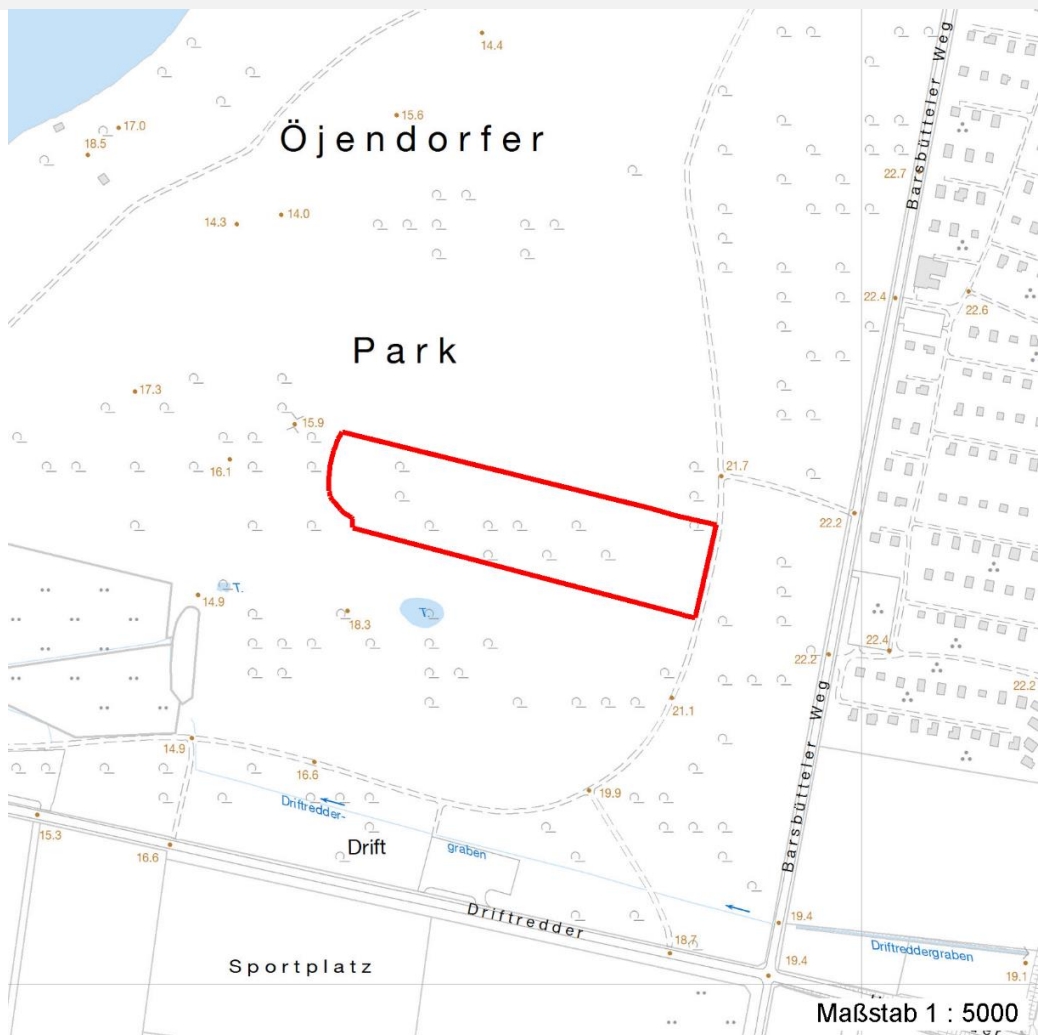 14.4
Barsbütteler Weg
15.6
17.0
Öjendorfer
18.5
22.7
14.0
14.3
22.4
22.6
Park
17.3
15.9
16.1
21.7
22.2
T.
14.9
T.
18.3
22.4
22.2
22.2
21.1
14.9
16.6
19.9
Driftredder-
15.3
Barsbütteler Weg
16.6
Drift
graben
Driftredder
19.4
18.7
Driftreddergraben
Sportplatz
19.4
19.1
Maßstab 1 : 5000